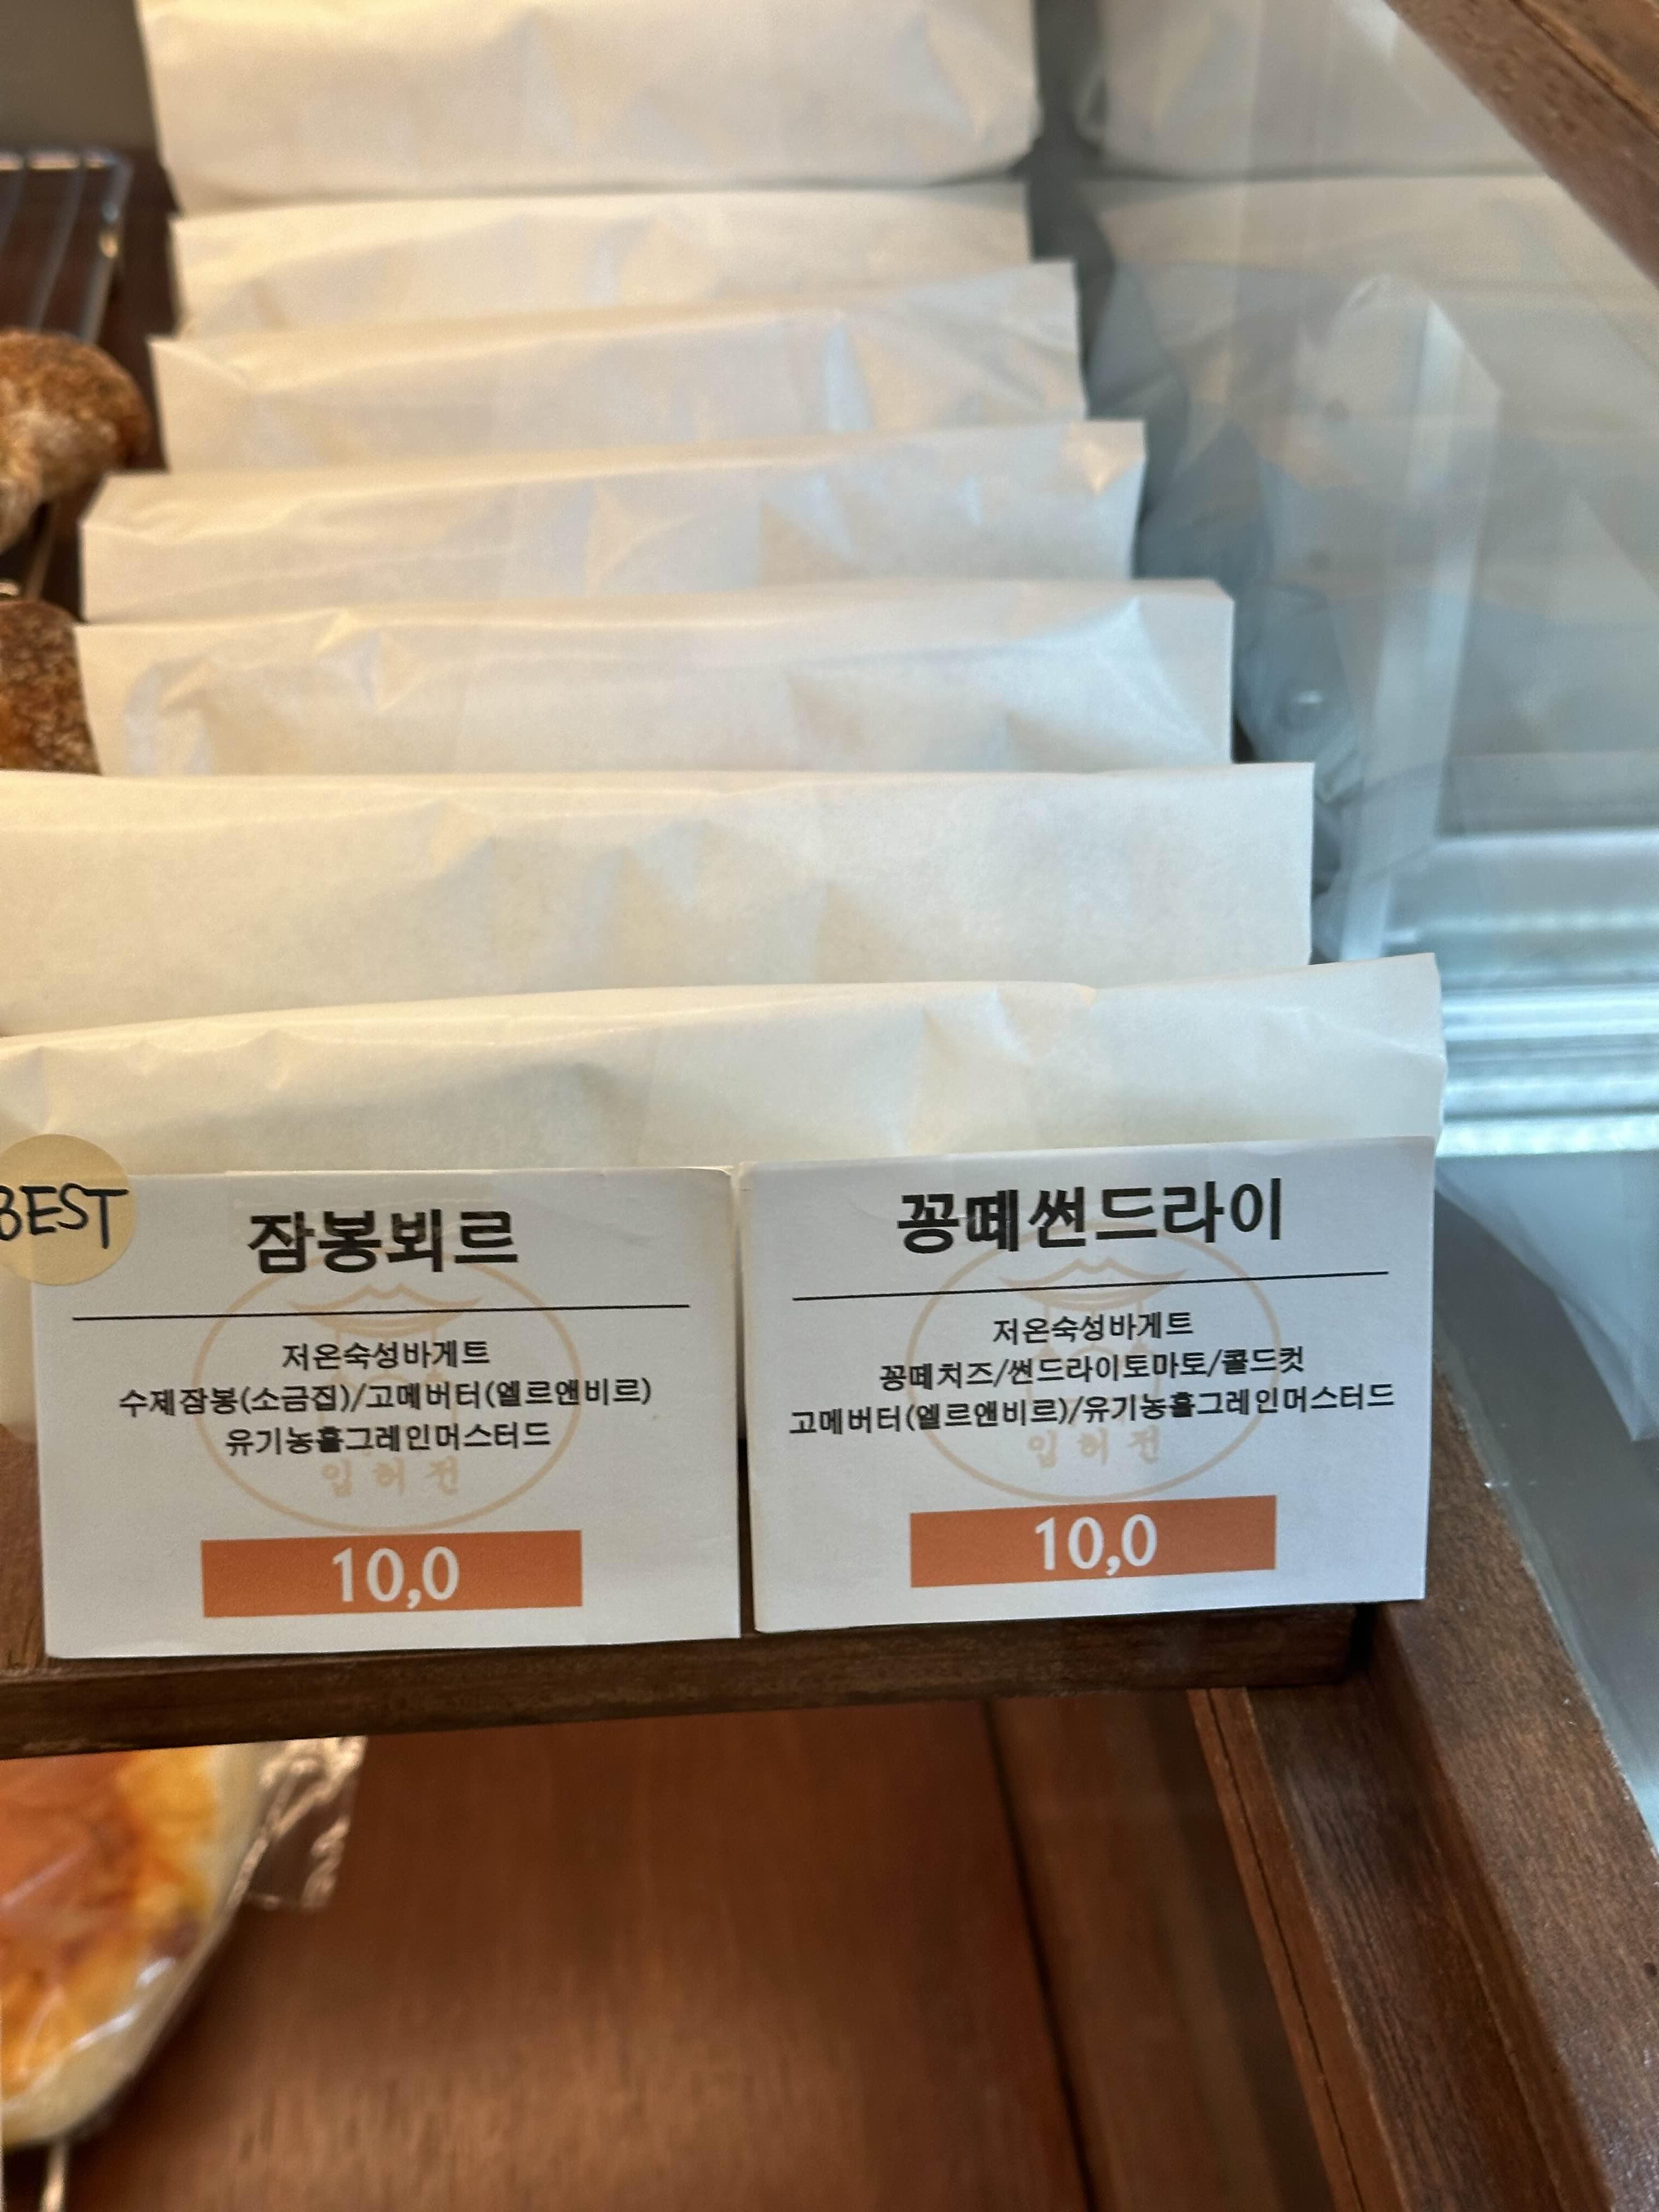 BEST
잠봉뵈르
저온숙성바게트
수제잠봉(소금집)/고메버터(엘르앤비르)
유기농홀그레인머스터드
입허전
10,0
꽁떼썬드라이
저온숙성바게트
꽁떼치즈/썬드라이토마토/콜드컷
고메버터(엘르앤비르)/유기농홀그레인머스터드
입허전
10,0